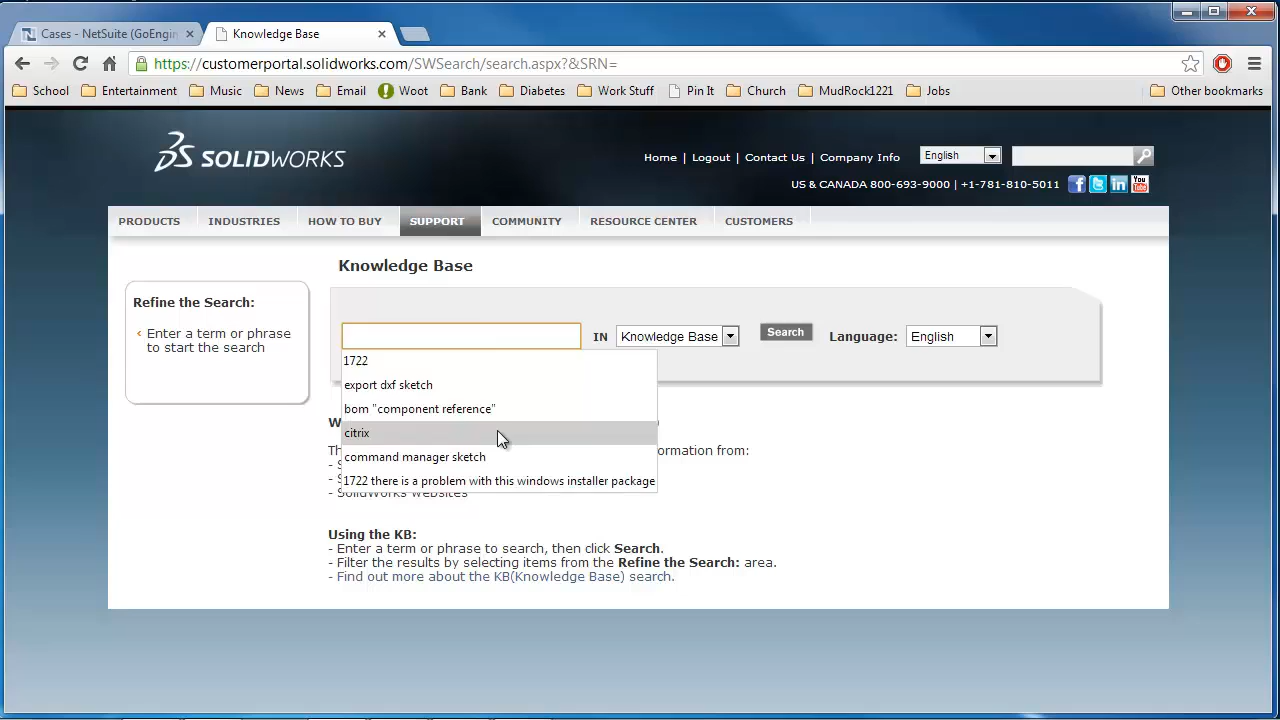 Cases - NetSuite (GoEngin
Knowledge Base
https://customerportal.solidworks.com/SWSearch/search.aspx?&SRN=
School Entertainment Music News Email Woot Bank Diabetes Work Stuff Pin It Church MudRock1221 Jobs Other bookmarks
SOLIDWORKS
Home | Logout | Contact Us | Company Info English
US & CANADA 800-693-9000 | +1-781-810-5011
PRODUCTS INDUSTRIES HOW TO BUY SUPPORT COMMUNITY RESOURCE CENTER CUSTOMERS
Knowledge Base
Refine the Search:
‹ Enter a term or phrase
to start the search
IN Knowledge Base Search Language: English
1722
export dxf sketch
bom "component reference"
citrix
command manager sketch
1722 there is a problem with this windows installer package
ormation from:
- SolidWorks websites
Using the KB:
- Enter a term or phrase to search, then click Search.
- Filter the results by selecting items from the Refine the Search: area.
- Find out more about the KB(Knowledge Base) search.